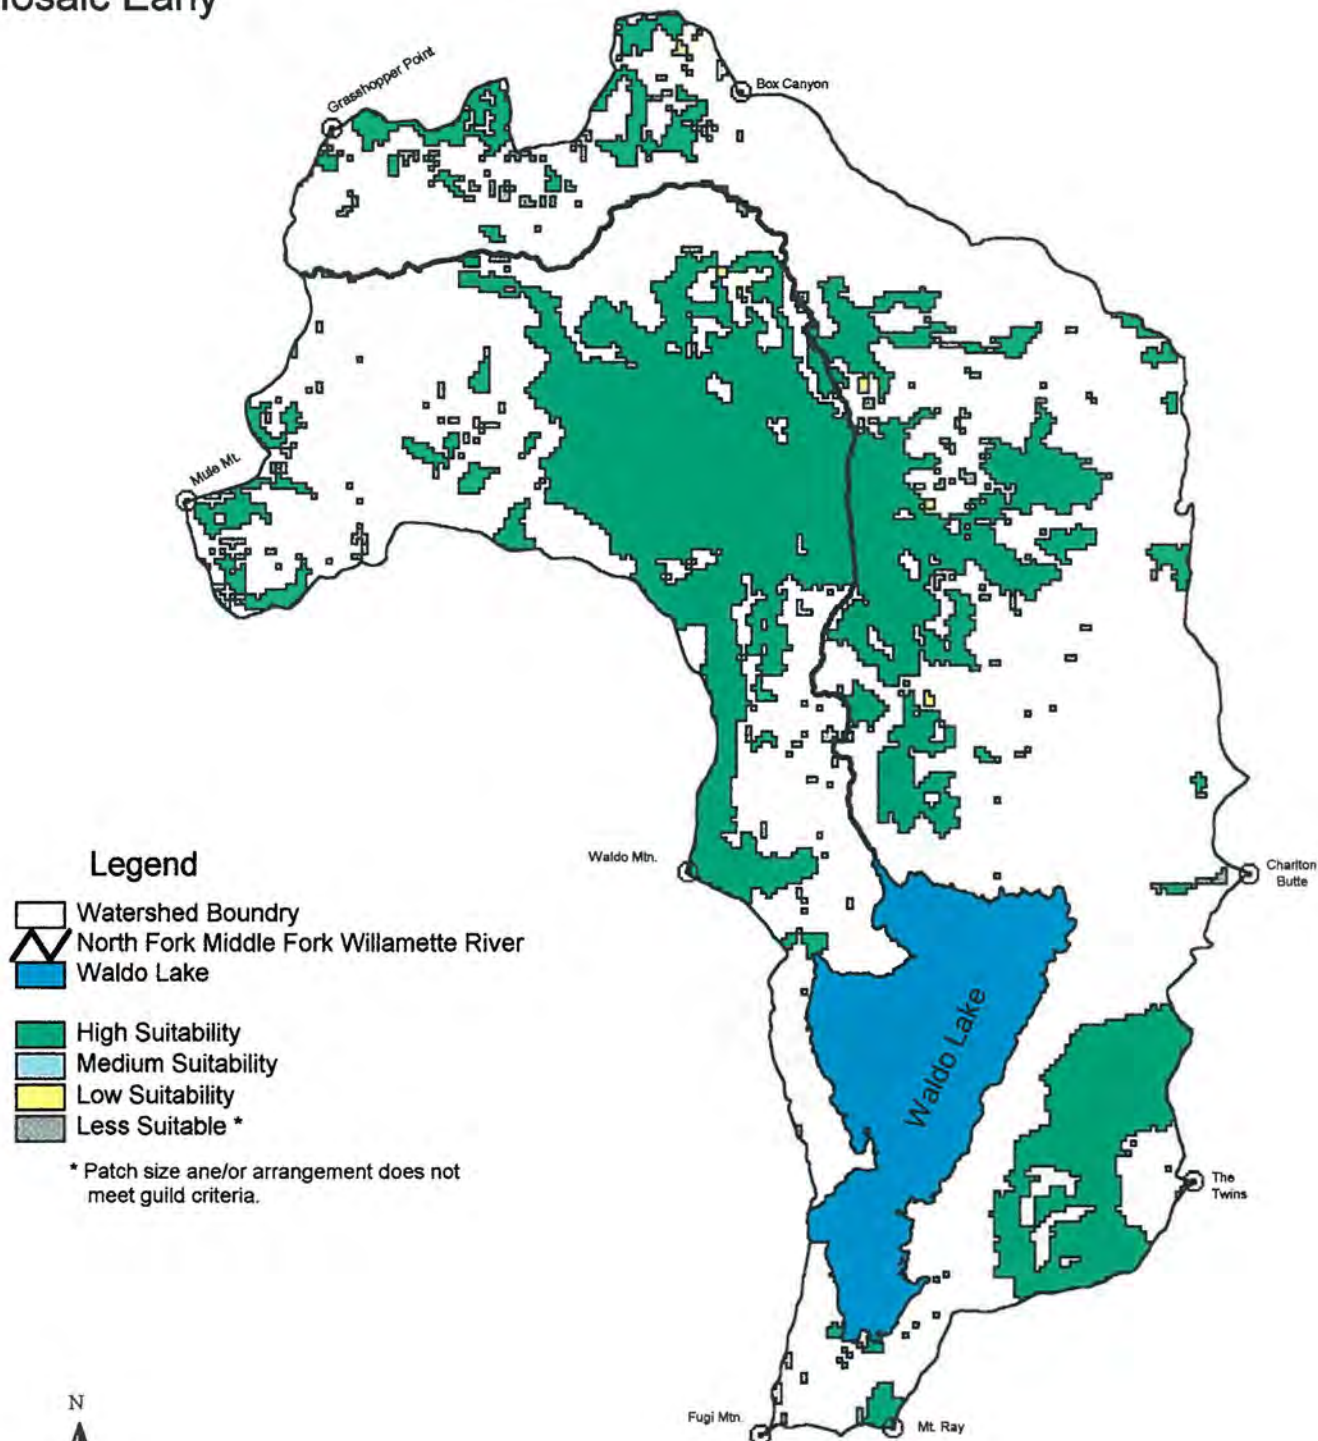 Mosaic Early
Grasshopper Point
Box Canyon
Mule Mt.
Waldo Mtn.
Charlton
Butte
Legend
Watershed Boundry
North Fork Middle Fork Willamette River
Waldo Lake
High Suitability
Medium Suitability
Low Suitability
Less Suitable *
* Patch size ane/or arrangement does not
meet guild criteria.
Waldo Lake
The
Twins
N
Fugi Mtn.
Mt. Ray